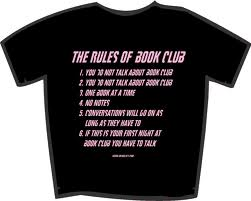 THE RULES OF BOOK CLUB
1. YOU DO NOT TALK ABOUT BOOK CLUB
2. YOU DO NOT TALK ABOUT BOOK CLUB
3. ONE BOOK AT A TIME
4. NO NOTES
5. CONVERSATIONS WILL GO ON AS
LONG AS THEY HAVE TO
6. IF THIS IS YOUR FIRST NIGHT AT
BOOK CLUB YOU HAVE TO TALK